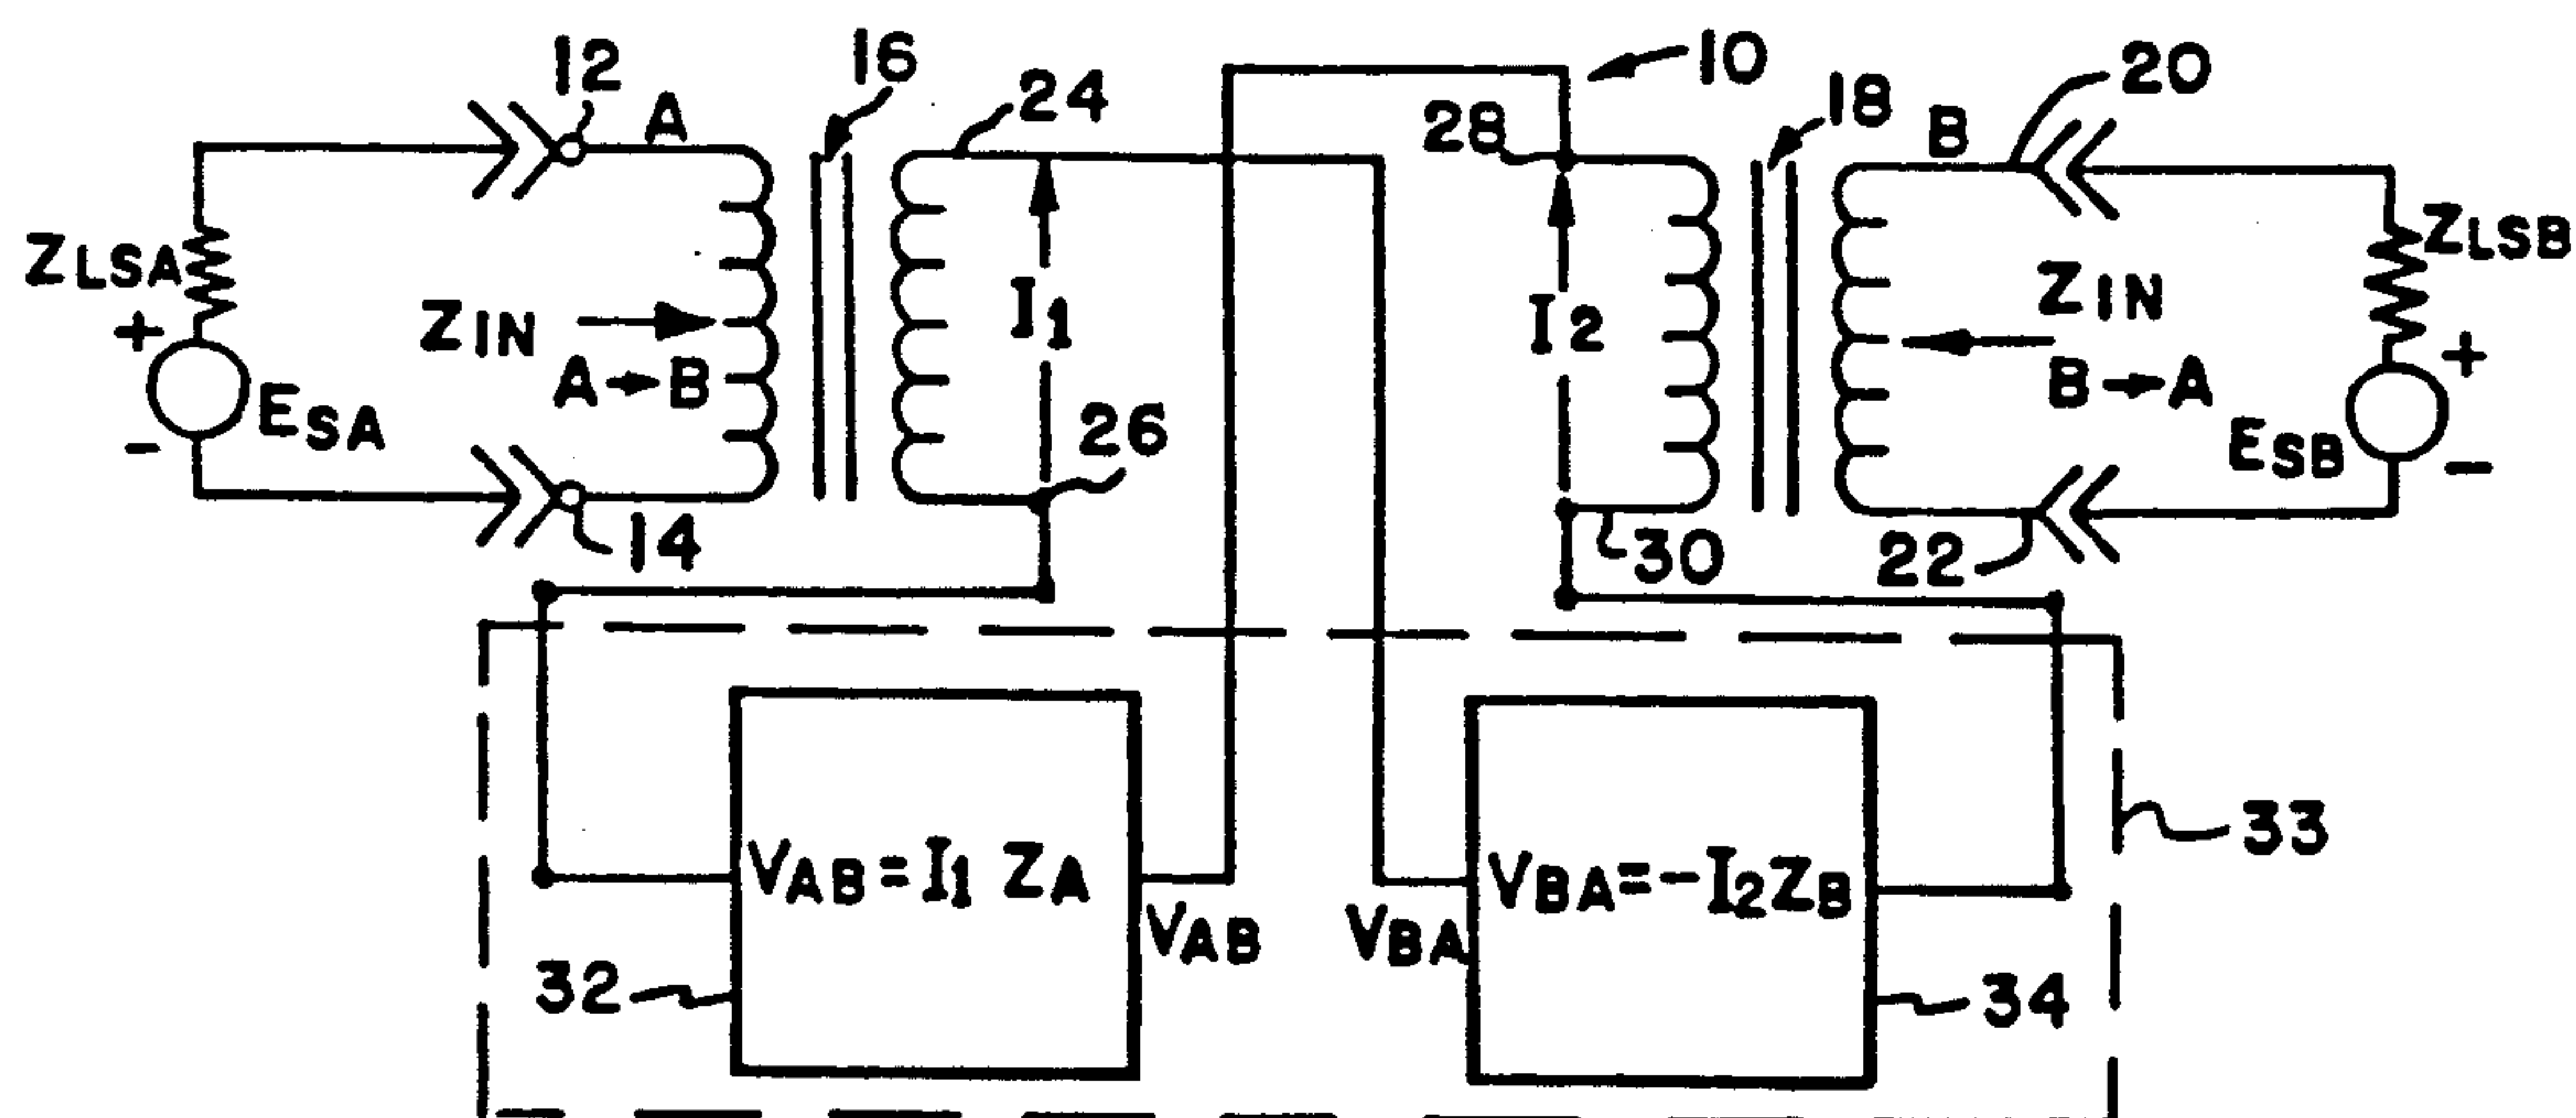 12
A
16
24
10
28
18
B
20
ZLSA
+
ESA
-
ZIN
A→B
I1
26
I2
ZIN
B→A
ZLSB
+
ESB
-
14
30
22
VAB=I1 ZA
VAB
VBA
VBA=-I2ZB
33
32
34